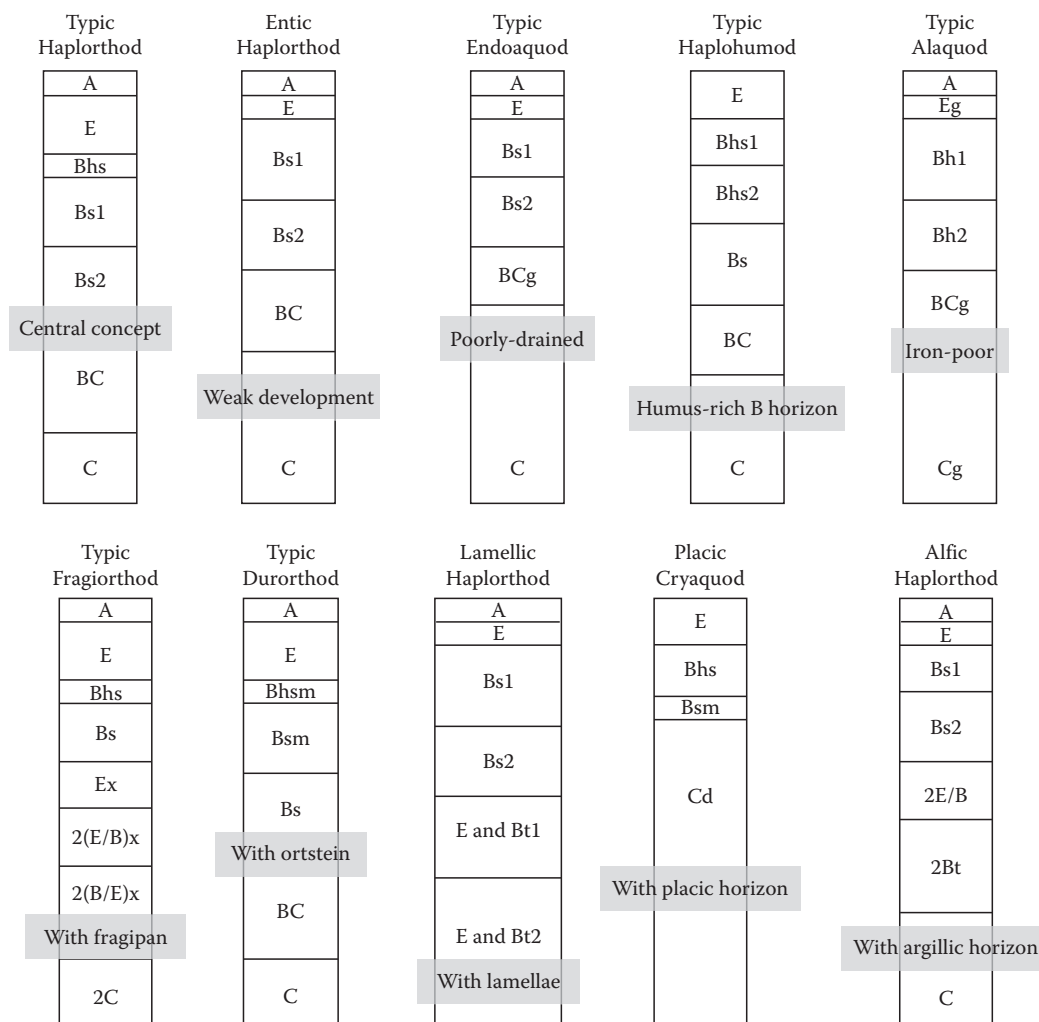 Typic
Haplorthod
A
E
Bhs
Bs1
Bs2
Central concept
BC
C
Entic
Haplorthod
A
E
Bs1
Bs2
BC
Weak development
C
Typic
Endoaquod
A
E
Bs1
Bs2
BCg
Poorly-drained
C
Typic
Haplohumod
E
Bhs1
Bhs2
Bs
BC
Humus-rich B horizon
C
Typic
Alaquod
A
Eg
Bh1
Bh2
BCg
Iron-poor
Cg
Typic
Fragiorthod
A
E
Bhs
Bs
Ex
2(E/B)x
2(B/E)x
With fragipan
2C
Typic
Durorthod
A
E
Bhsm
Bsm
Bs
With ortstein
BC
C
Lamellic
Haplorthod
A
E
Bs1
Bs2
E and Bt1
E and Bt2
With lamellae
Placic
Cryaquod
E
Bhs
Bsm
Cd
With placic horizon
Alfic
Haplorthod
A
E
Bs1
Bs2
2E/B
2Bt
With argillic horizon
C